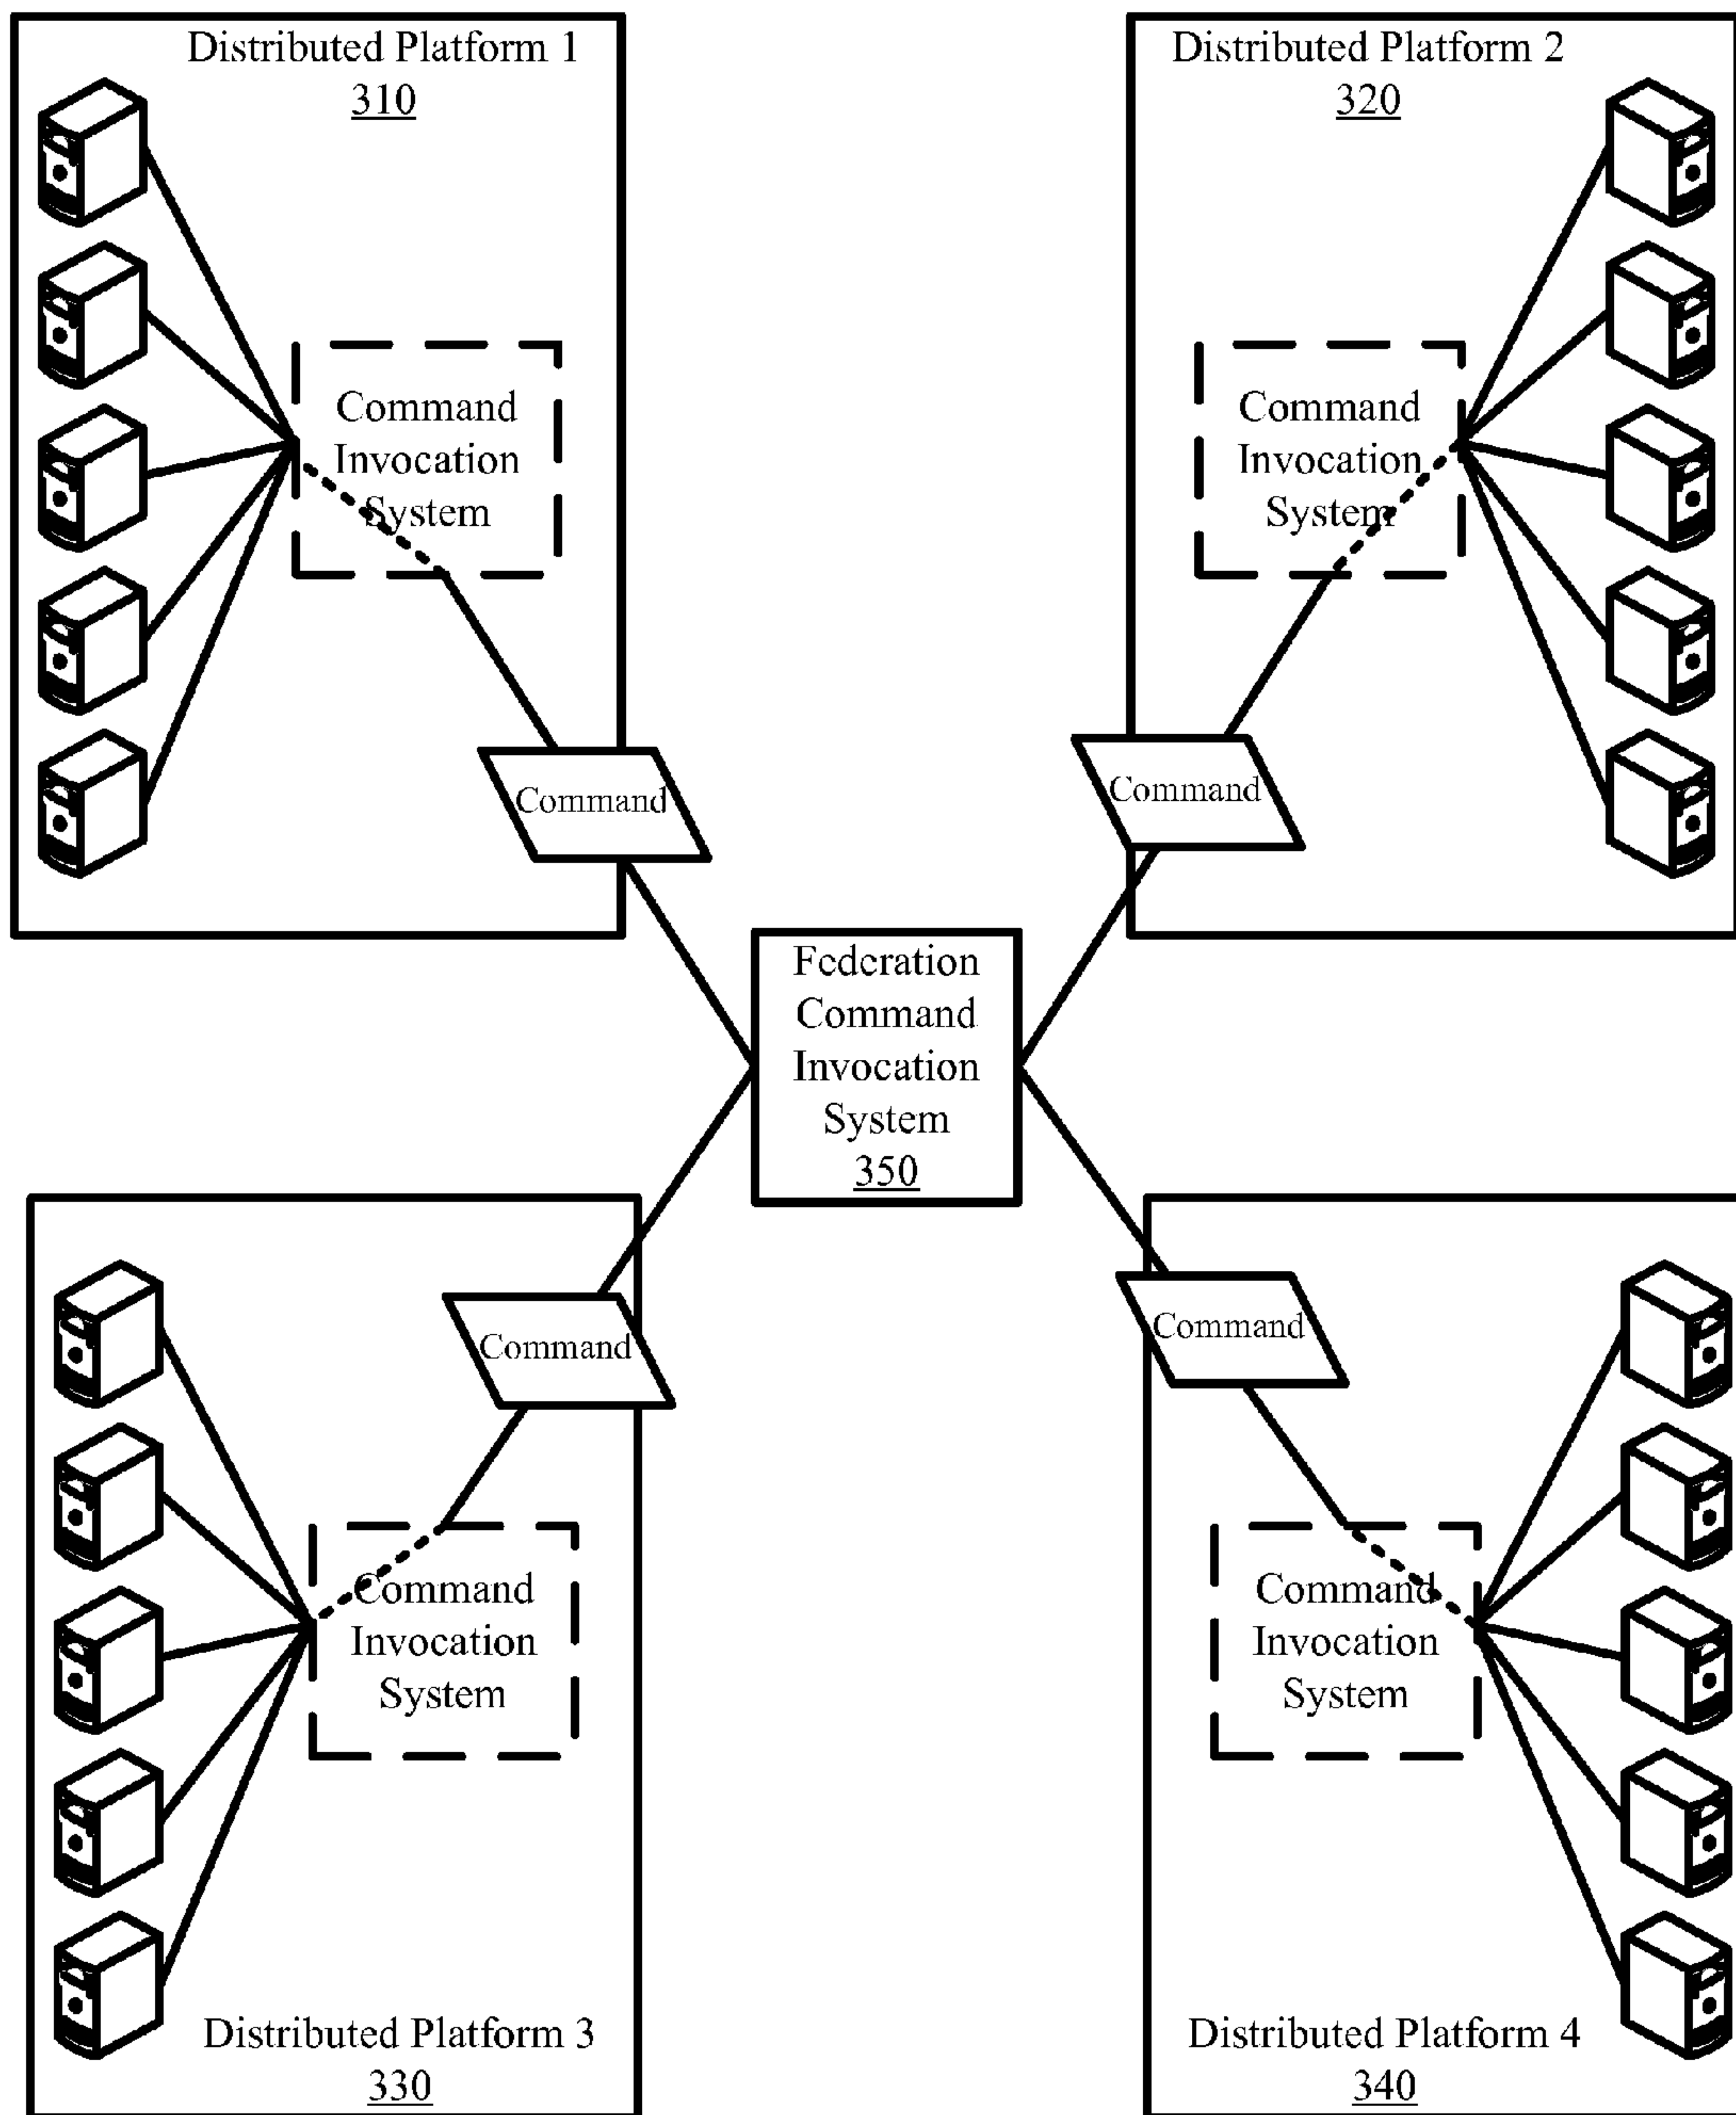 Distributed Platform 1
310
Command
Invocation
System
Command
Distributed Platform 2
320
Command
Invocation
System
Command
Federation
Command
Invocation
System
350
Command
Command
Invocation
System
Distributed Platform 3
330
Command
Command
Invocation
System
Distributed Platform 4
340